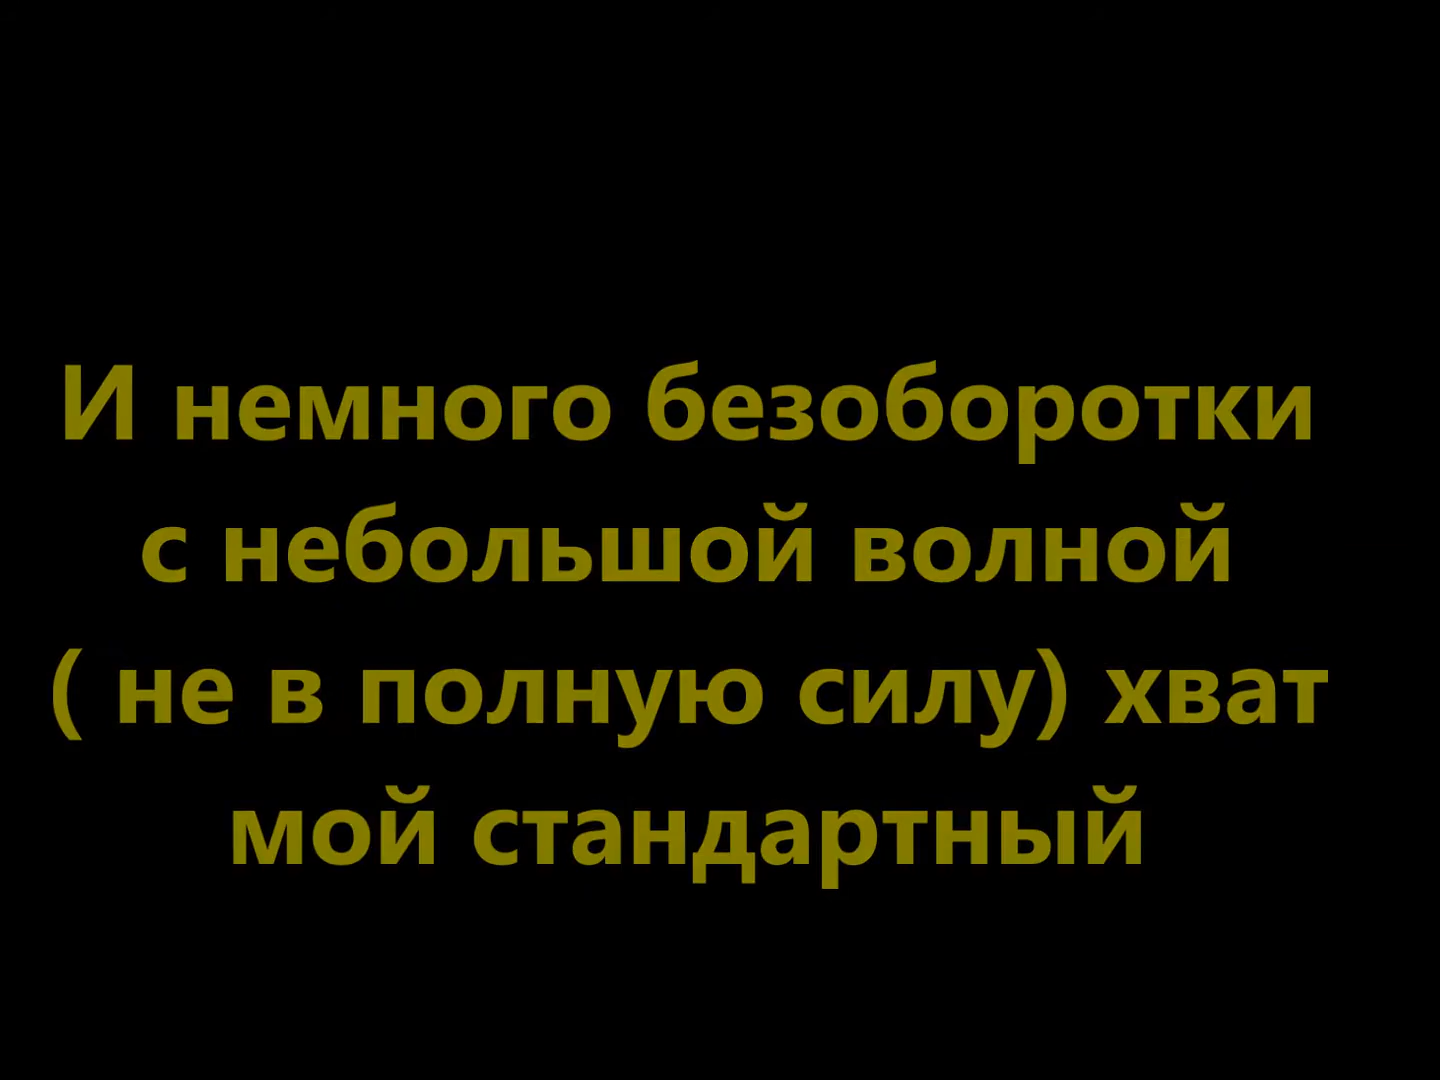 И немного безоборотки
с небольшой волной
( не в полную силу) хват
мой стандартный